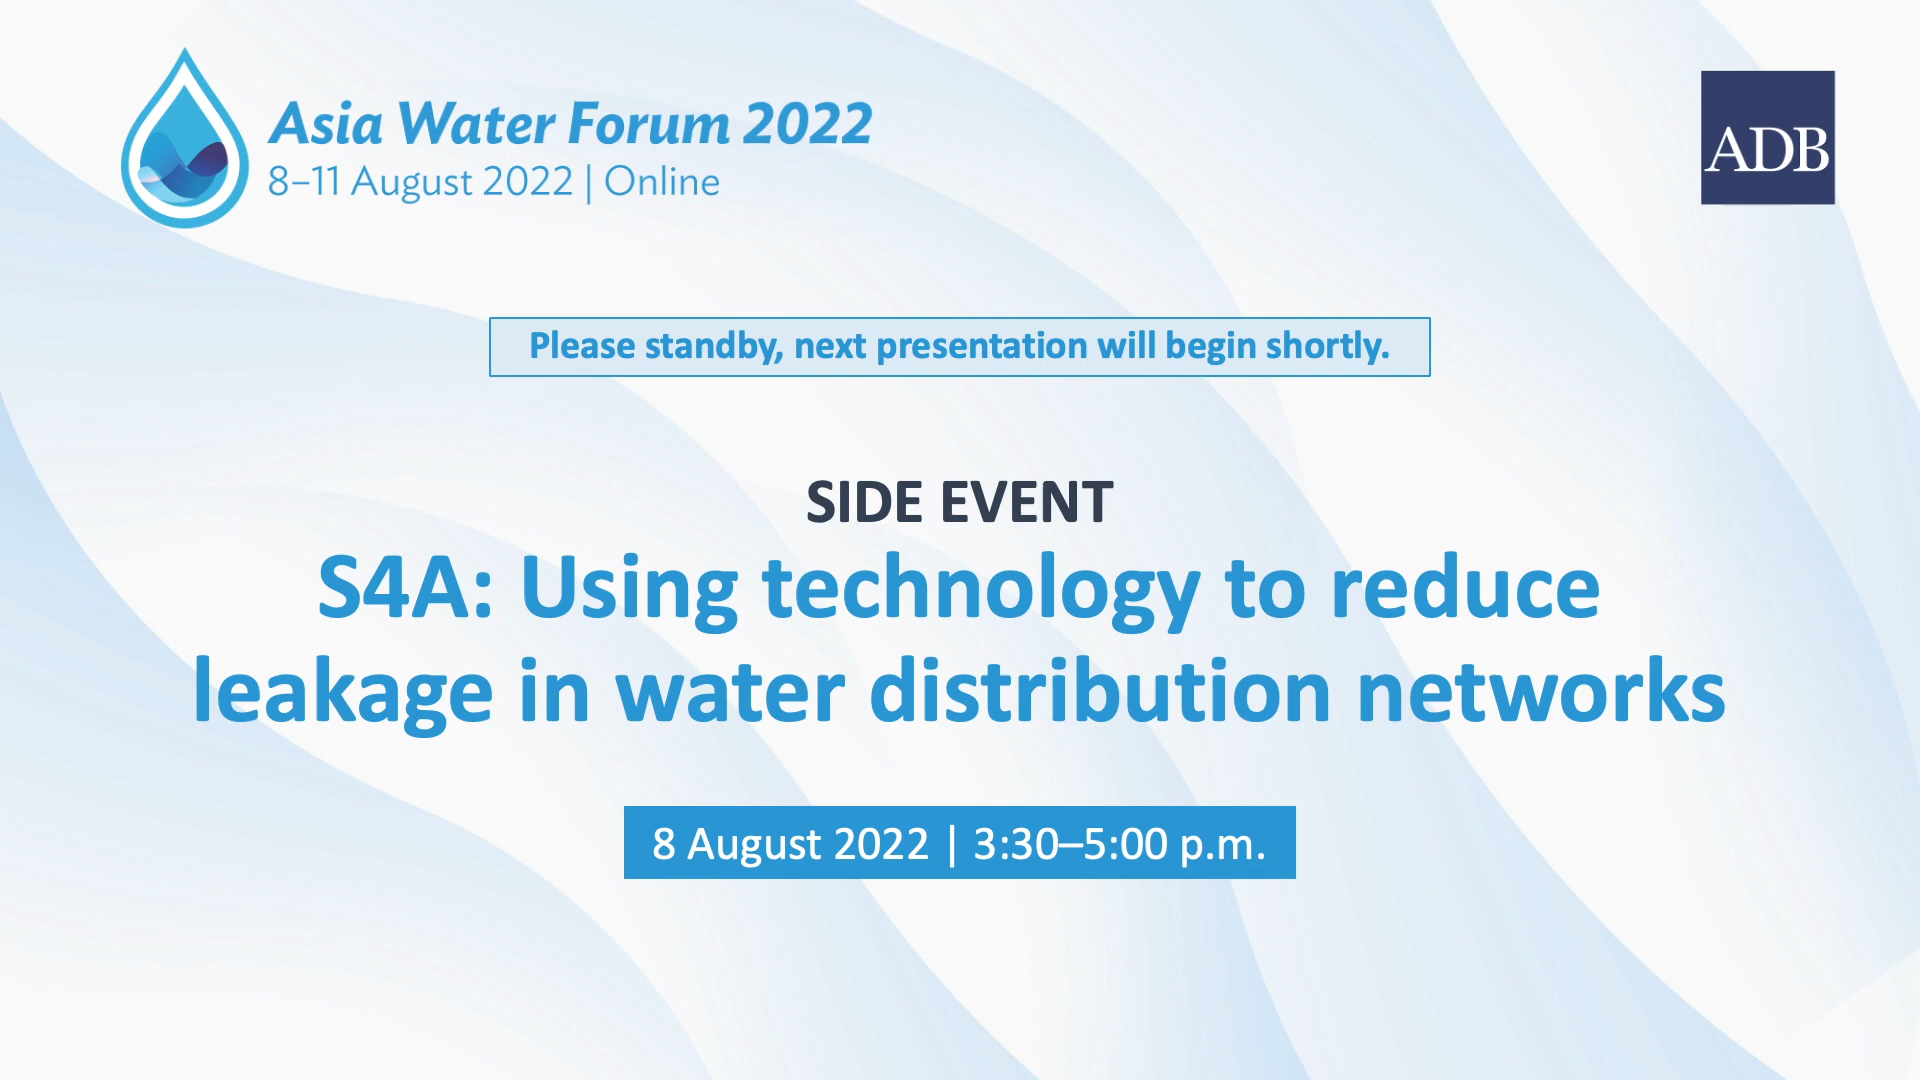 Asia Water Forum 2022
8–11 August 2022 | Online
ADB
Please standby, next presentation will begin shortly.
SIDE EVENT
S4A: Using technology to reduce
leakage in water distribution networks
8 August 2022 | 3:30–5:00 p.m.